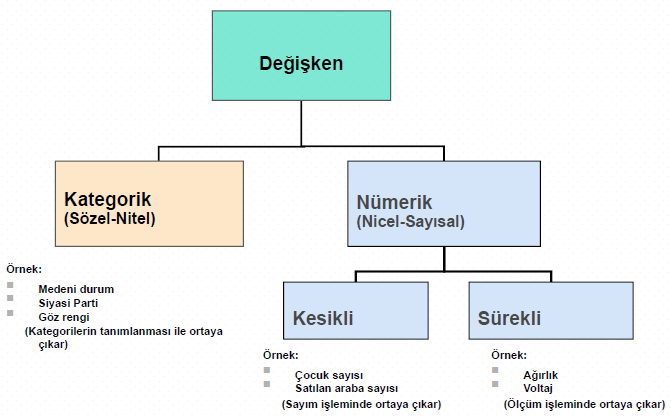 Değişken
Kategorik
(Sözel-Nitel)
Nümerik
(Nicel-Sayısal)
Örnek:
Medeni durum
Siyasi Parti
Göz rengi
(Kategorilerin tanımlanması ile ortaya
çıkar)
Kesikli
Sürekli
Örnek:
Çocuk sayısı
Satılan araba sayısı
(Sayım işleminde ortaya çıkar)
Örnek:
Ağırlık
Voltaj
(Ölçüm işleminde ortaya çıkar)